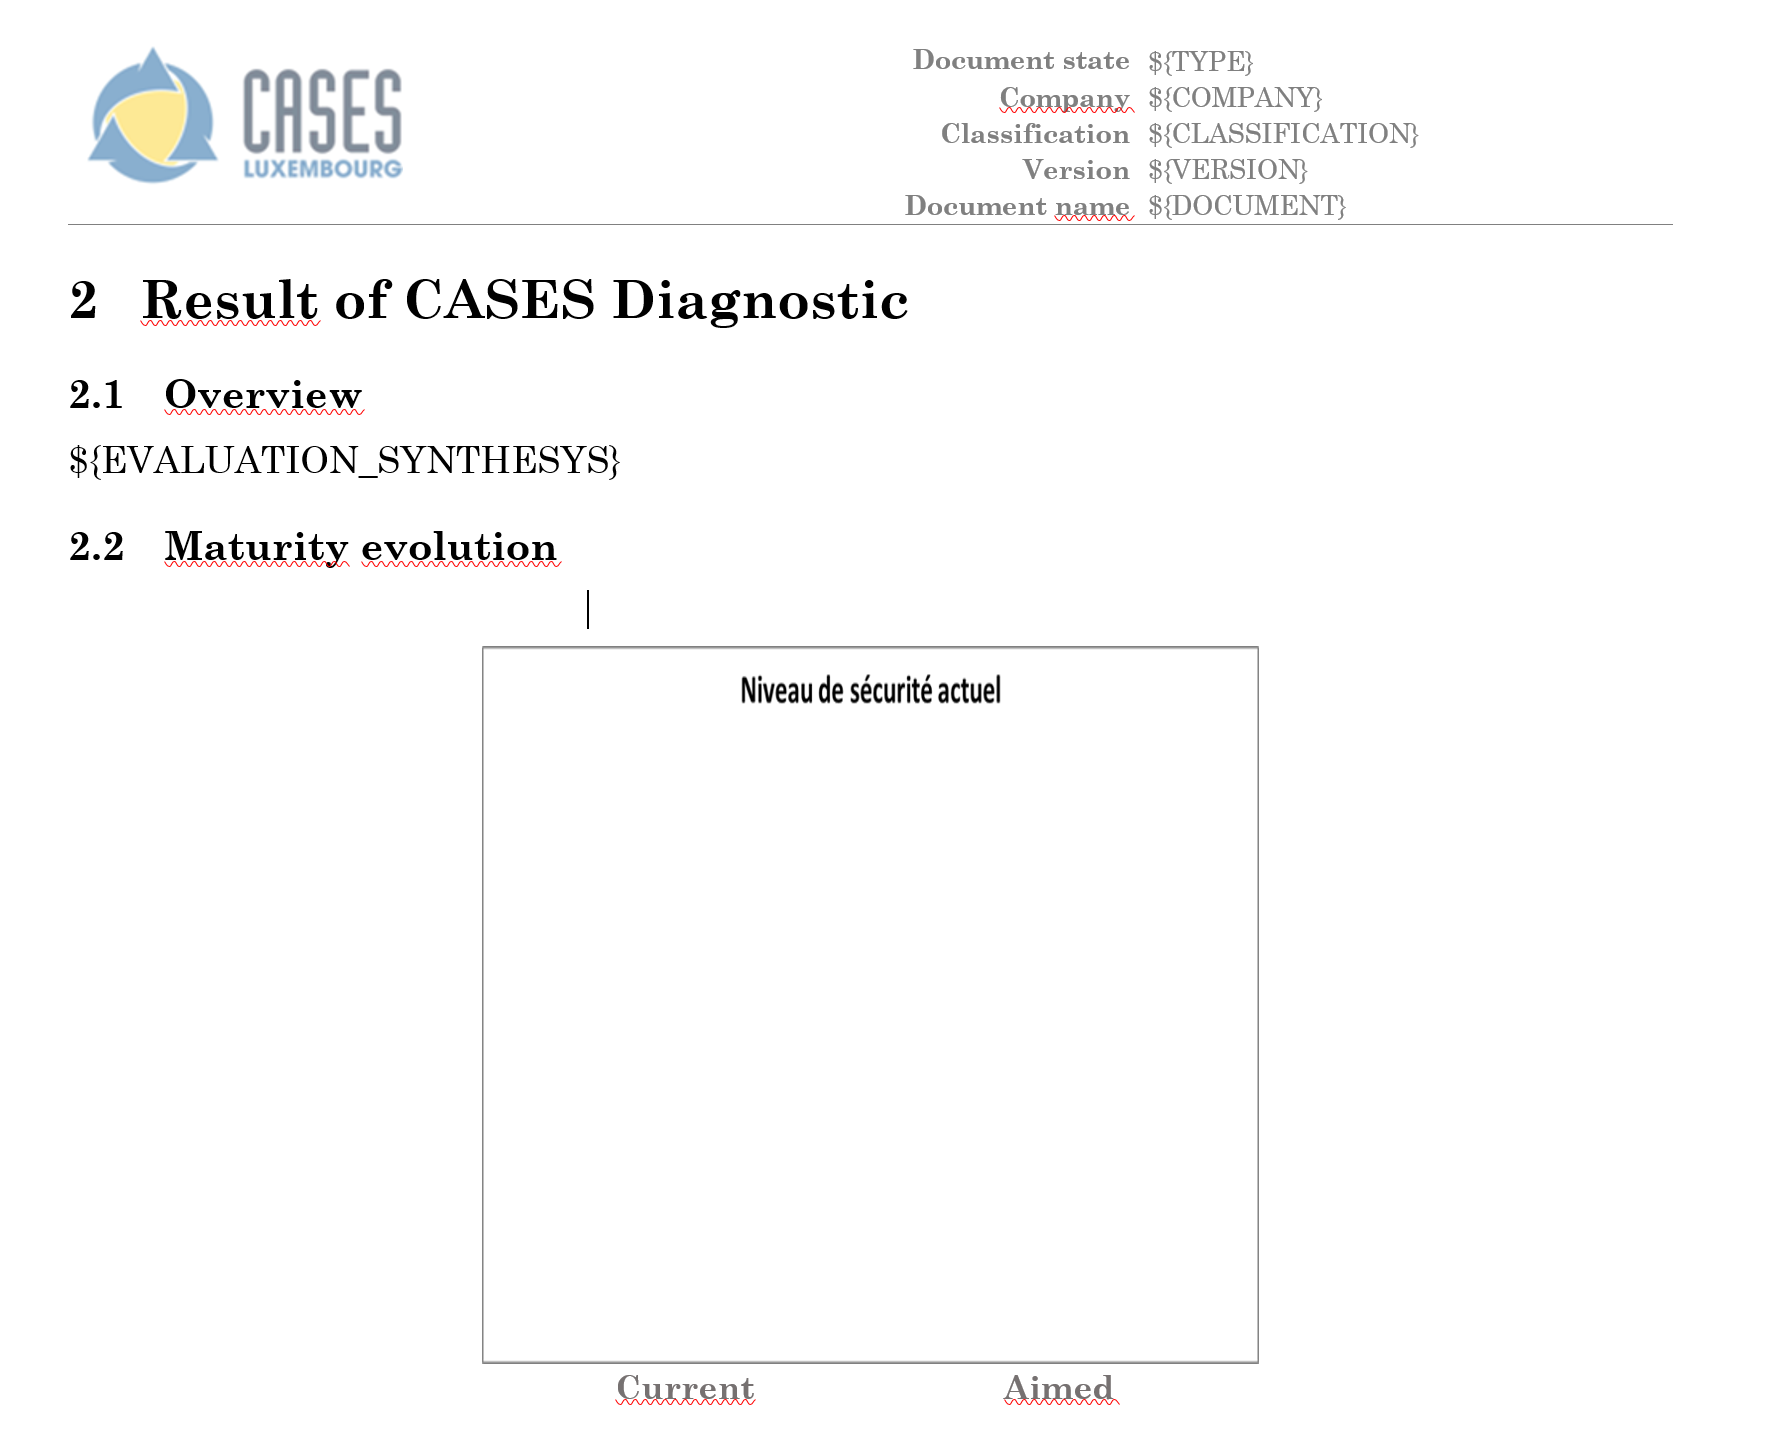 CASES
LUXEMBOURG
Document state ${TYPE}
Company ${COMPANY}
Classification ${CLASSIFICATION}
Version ${VERSION}
Document name ${DOCUMENT}
2 Result of CASES Diagnostic
2.1 Overview
${EVALUATION_SYNTHESYS}
2.2 Maturity evolution
Niveau de sécurité actuel
Current Aimed